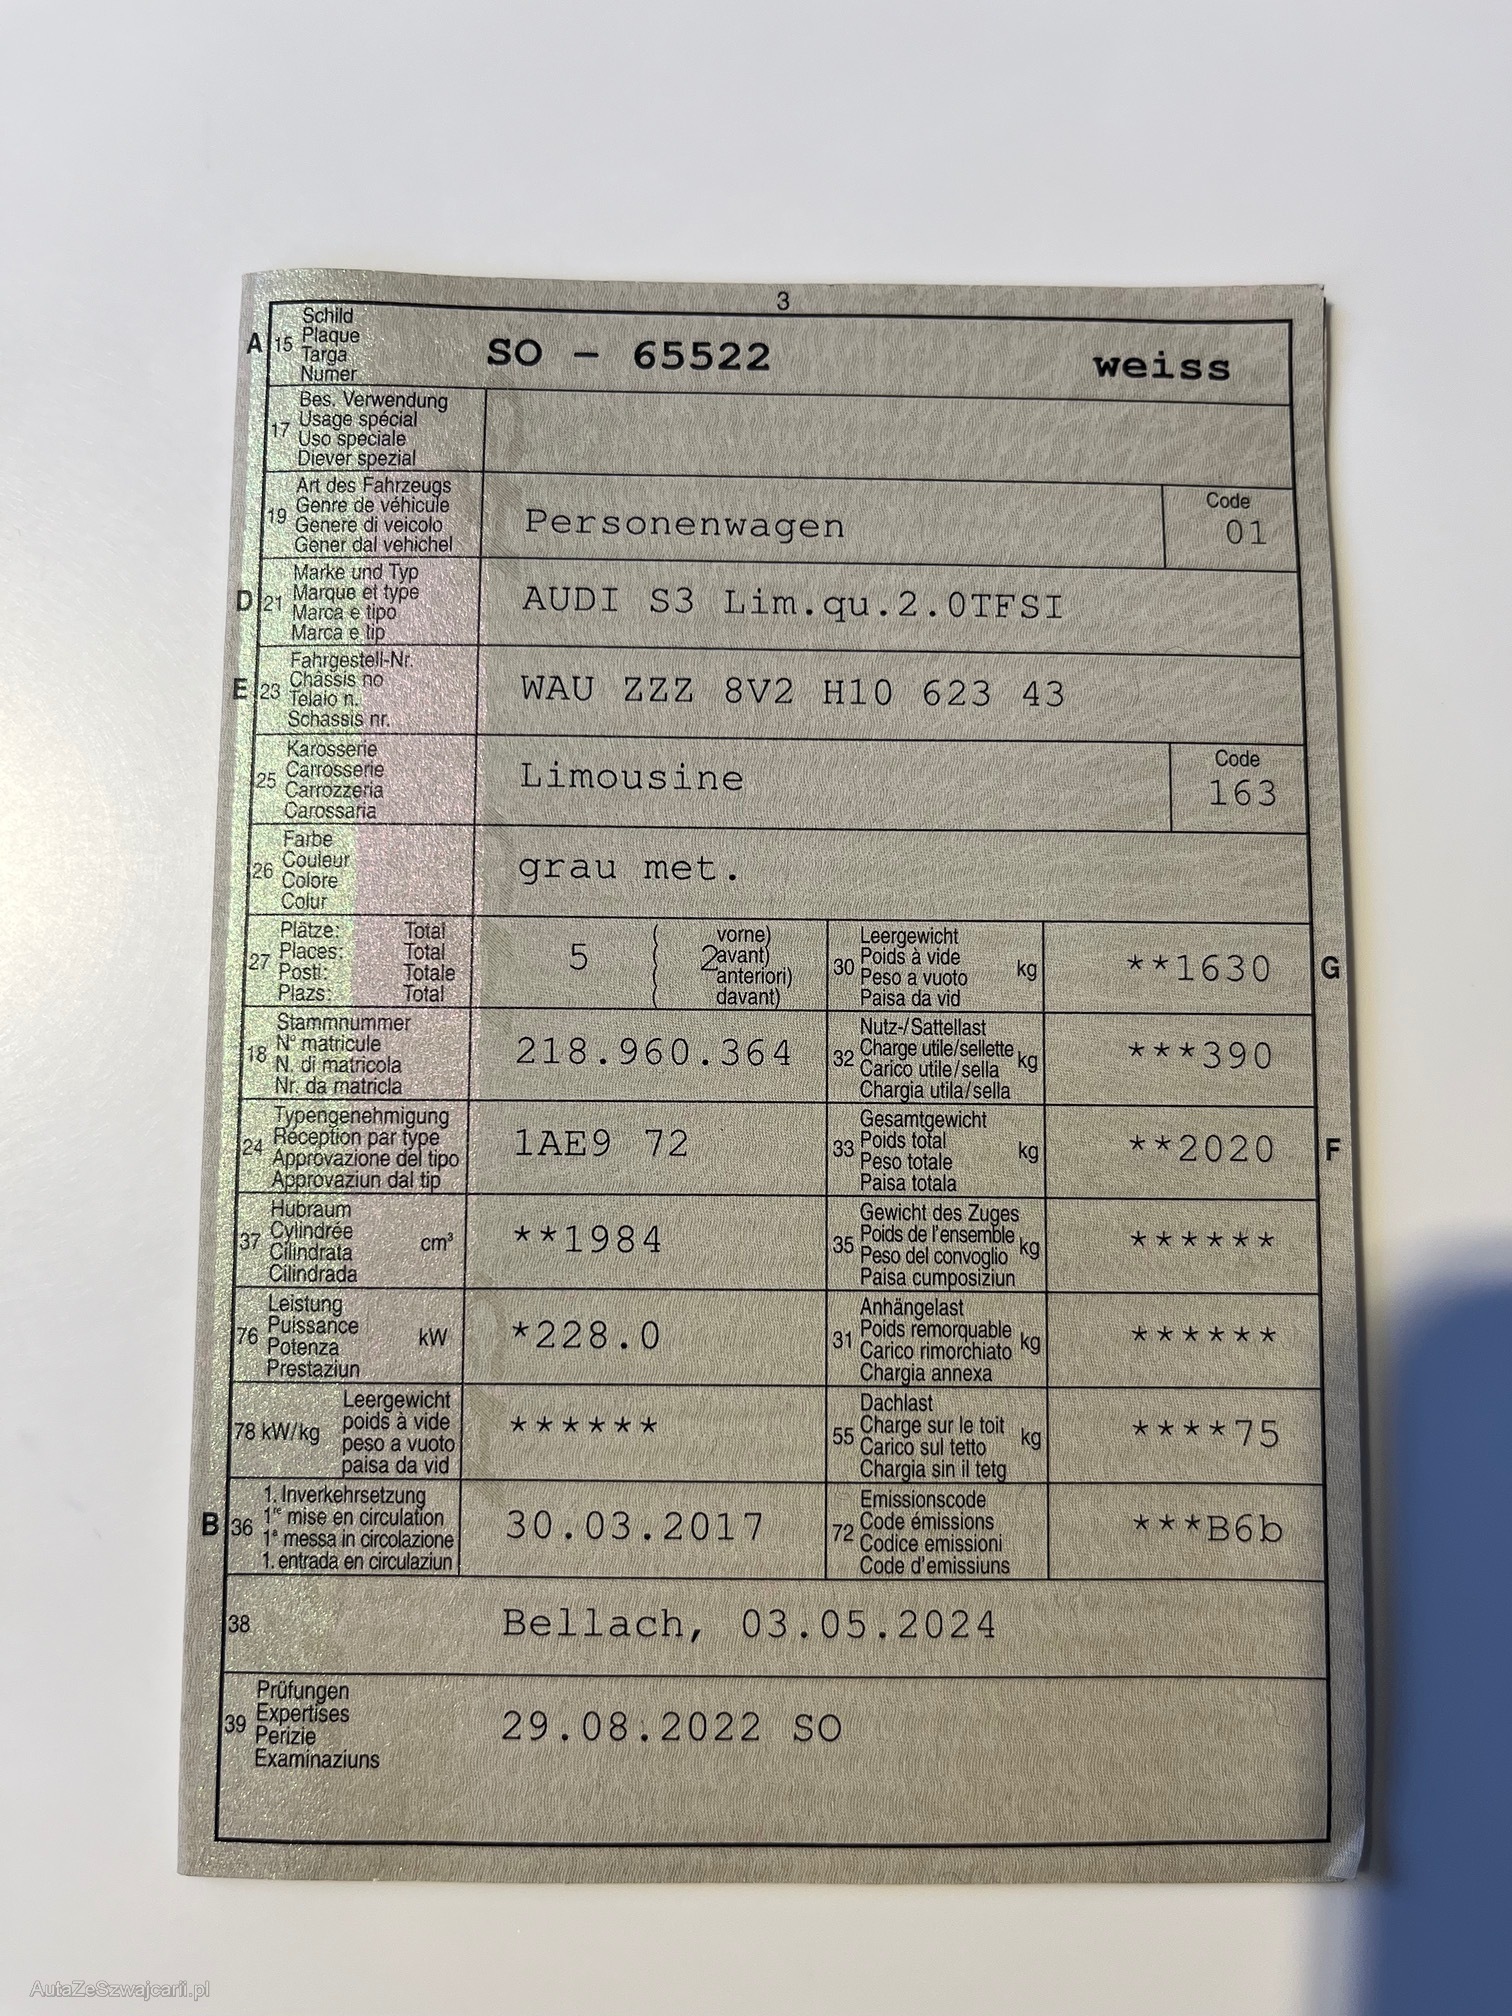 3
A 15 Schild
Plaque
Targa
Numer
SO - 65522 weiss
17 Bes. Verwendung
Usage spécial
Uso speciale
Diever spezial
19 Art des Fahrzeugs
Genre de véhicule
Genere di veicolo
Gener dal vehichel
Personenwagen
Code
01
D 21 Marke und Typ
Marque et type
Marca e tipo
Marca e tip
AUDI S3 Lim.qu.2.0TFSI
E 23 Fahrgestell-Nr.
Châssis no
Telaio n.
Schassis nr.
WAU ZZZ 8V2 H10 623 43
25 Karosserie
Carrosserie
Carrozzeria
Carossaria
Limousine
Code
163
26 Farbe
Couleur
Colore
Colur
grau met.
27 Plätze: Total
Places: Total
Posti: Totale
Plazs: Total
5 ( 2 vorne)
( avant)
( anteriori)
( davant)
30 Leergewicht
Poids à vide
Peso a vuoto
Paisa da vid
kg
**1630 G
18 Stammnummer
N° matricule
N. di matricola
Nr. da matricla
218.960.364
32 Nutz-/Sattellast
Charge utile/sellette
Carico utile/sella
Chargia utila/sella
kg
***390
24 Typengenehmigung
Réception par type
Approvazione del tipo
Approvaziun dal tip
1AE9 72
33 Gesamtgewicht
Poids total
Peso totale
Paisa totala
kg
**2020 F
37 Hubraum
Cylindrée
Cilindrata
Cilindrada
cm³
**1984
35 Gewicht des Zuges
Poids de l'ensemble
Peso del convoglio
Paisa cumposiziun
kg
******
76 Leistung
Puissance
Potenza
Prestaziun
kW
*228.0
31 Anhängelast
Poids remorquable
Carico rimorchiato
Chargia annexa
kg
******
78 kW/kg Leergewicht
poids à vide
peso a vuoto
paisa da vid
******
55 Dachlast
Charge sur le toit
Carico sul tetto
Chargia sin il tetg
kg
****75
B 36 1. Inverkehrsetzung
1re mise en circulation
1a messa in circolazione
1. entrada en circulaziun
30.03.2017
72 Emissionscode
Code émissions
Codice emissioni
Code d'emissiuns
***B6b
38 Bellach, 03.05.2024
39 Prüfungen
Expertises
Perizie
Examinaziuns
29.08.2022 SO
AutaZeSzwajcarii.pl